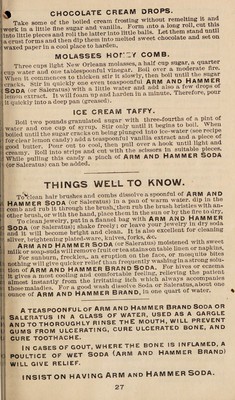 CHOCOLATE CREAM DROPS.
Take some of the boiled cream frosting without remelting it and
work in a little fine sugar and vanilla. Form into a long roll, cut this
into little pieces and roll the latter into little balls. Let them stand until
a crust forms and then dip them into melted sweet chocolate and set on
waxed paper in a cool place to harden.
MOLASSES HONEY COMB.
Three cups light New Orleans molasses, a half cup sugar, a quarter
cup water and one tablespoonful vinegar. Boil over a moderate fire.
When it commences to thicken stir it slowly, then boil until the sugar
cracks. Stir in quickly one small teaspoonful ARM AND HAMMER
SODA (or Saleratus) with a little water and add also a few drops of
lemon extract. It will foam up and harden in a minute. Therefore, pour
it quickly into a deep pan (greased).
ICE CREAM TAFFY.
Boil two pounds granulated sugar with three-fourths of a pint of
water and one cup of syrup. Stir only until it begins to boil. When
boiled until the sugar cracks on being plunged into ice-water (see recipe
for clear lemon candy) add a teaspoonful vanilla extract and a piece of
good butter. Pour out to cool, then pull over a hook until light and
creamy, pull into strips and cut with the scissors in suitable pieces.
While pulling this candy a pinch of ARM AND HAMMER SODA
(or Saleratus) can be added.
THINGS WELL TO KNOW.
To clean hair brushes and combs dissolve a spoonful of ARM AND
HAMMER SODA (or Saleratus) in a pan of warm water, dip in the
comb and rub it through the brush, then rub the brush bristles with another
brush, or with the hand, place them in the sun or by the fire to dry.
To clean jewelry, put in a flannel bag with ARM AND HAMMER
SODA (or Saleratus); shake freely; or leave your jewelry in dry soda
and it will become bright and clean. It is also excellent for cleaning
silver, brightening plated-ware, knives, forks, &c.
ARM AND HAMMER SODA (or Saleratus) moistened with sweet
milk or soapsuds will remove fruit or tea stains on table linen or napkins.
For sunburn, freckles, an eruption on the face, or mosquito bites
nothing will give quicker relief than frequently washing in a strong solution
of ARM AND HAMMER BRAND SODA. For hives or prickly heat
it gives a most cooling and comfortable feeling, relieving the patient
almost instantly from the irritating itch which always accompanies
these maladies. For a good wash dissolve Soda or Saleratus, about one
ounce of ARM AND HAMMER BRAND, in one quart of water.
A TEASPOONFUL OF ARM AND HAMMER BRAND SODA OR
SALERATUS IN A GLASS OF WATER, USED AS A GARGLE
AND TO THOROUGHLY RINSE THE MOUTH, WILL PREVENT
GUMS FROM ULCERATING, CURE ULCERATED BONE, AND
CURE TOOTHACHE.
IN CASES OF GOUT, WHERE THE BONE IS INFLAMED, A
POULTICE OF WET SODA (ARM AND HAMMER BRAND)
WILL GIVE RELIEF.
INSIST ON HAVING ARM AND HAMMER SODA.
27